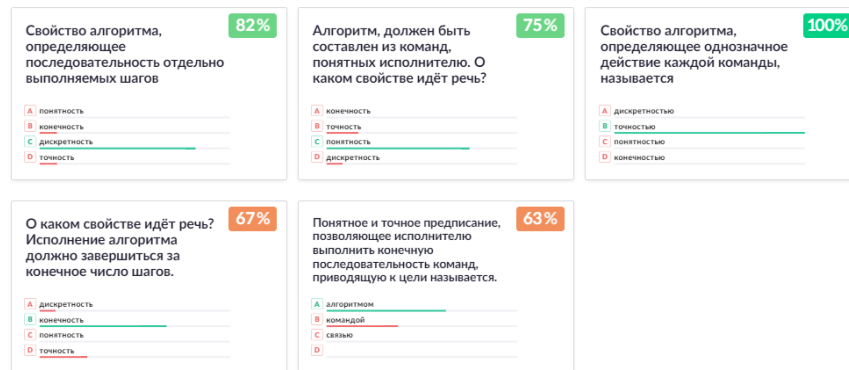 Свойство алгоритма,
определяющее
последовательность отдельно
выполняемых шагов
82%
A понятность
B конечность
C дискретность
D точность
Алгоритм, должен быть
составлен из команд,
понятных исполнителю. О
каком свойстве идёт речь?
75%
A конечность
B точность
C понятность
D дискретность
Свойство алгоритма,
определяющее однозначное
действие каждой команды,
называется
100%
A дискретностью
B точностью
C понятностью
D конечностью
О каком свойстве идёт речь?
Исполнение алгоритма
должно завершиться за
конечное число шагов.
67%
A дискретность
B конечность
C понятность
D точность
Понятное и точное предписание,
позволяющее исполнителю
выполнить конечную
последовательность команд,
приводящую к цели называется.
63%
A алгоритмом
B командой
C связью
D